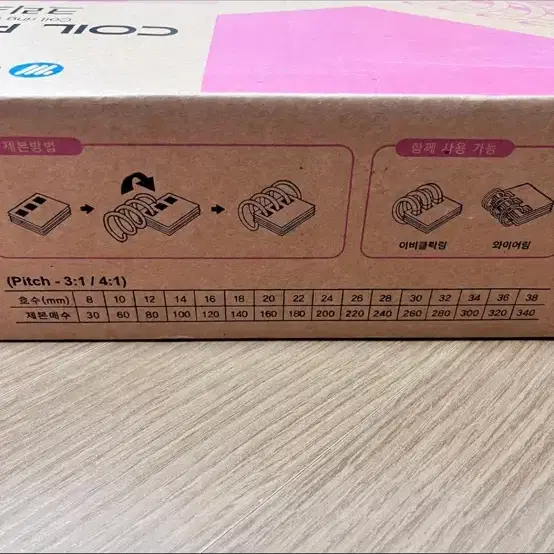 COIL
Coil ring
제본방법
함께 사용 가능
이비클릭링 와이어링
(Pitch - 3:1 / 4:1)
호수(mm) 8 10 12 14 16 18 20 22 24 26 28 30 32 34 36 38
제본매수 30 60 80 100 120 140 160 180 200 220 240 260 280 300 320 340